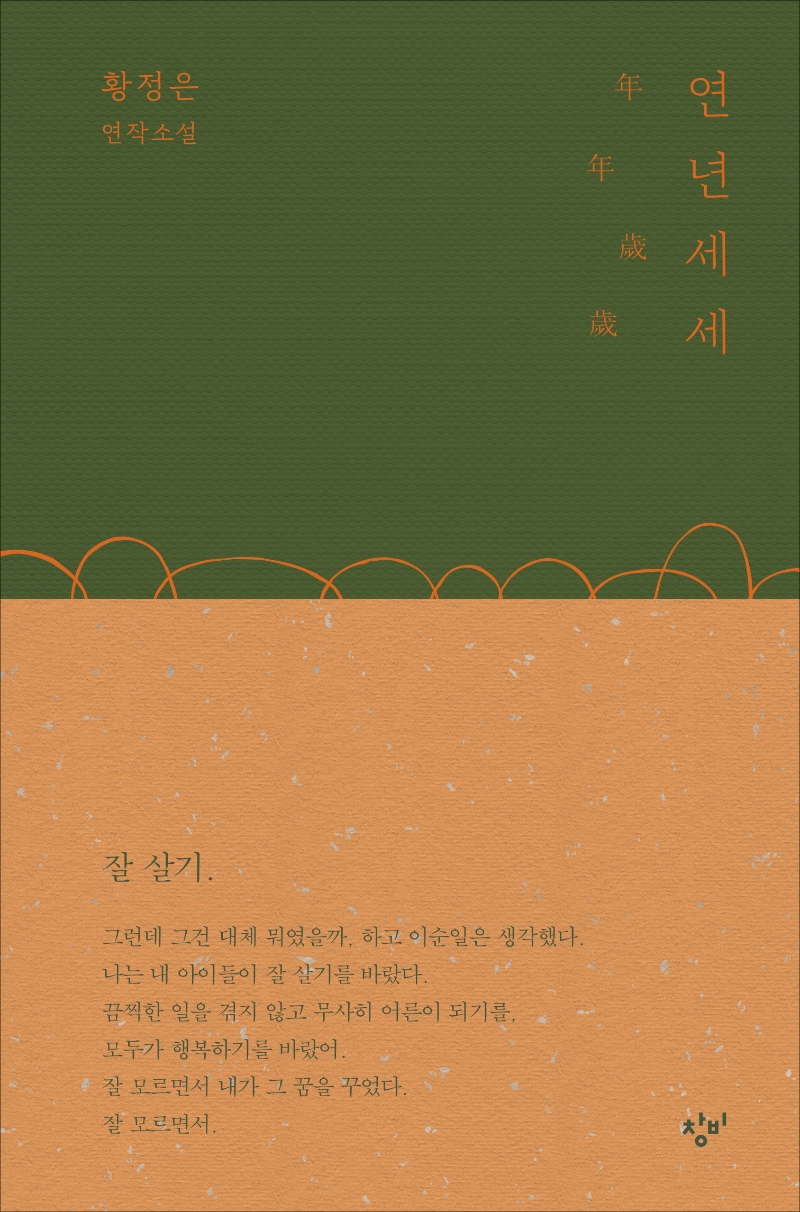 황정은
연작소설
연년세세
年年歲歲
잘 살기.
그런데 그건 대체 뭐였을까, 하고 이순일은 생각했다.
나는 내 아이들이 잘 살기를 바랐다.
끔찍한 일을 겪지 않고 무사히 어른이 되기를,
모두가 행복하기를 바랐어.
잘 모르면서 내가 그 꿈을 꾸었다.
잘 모르면서.
창비